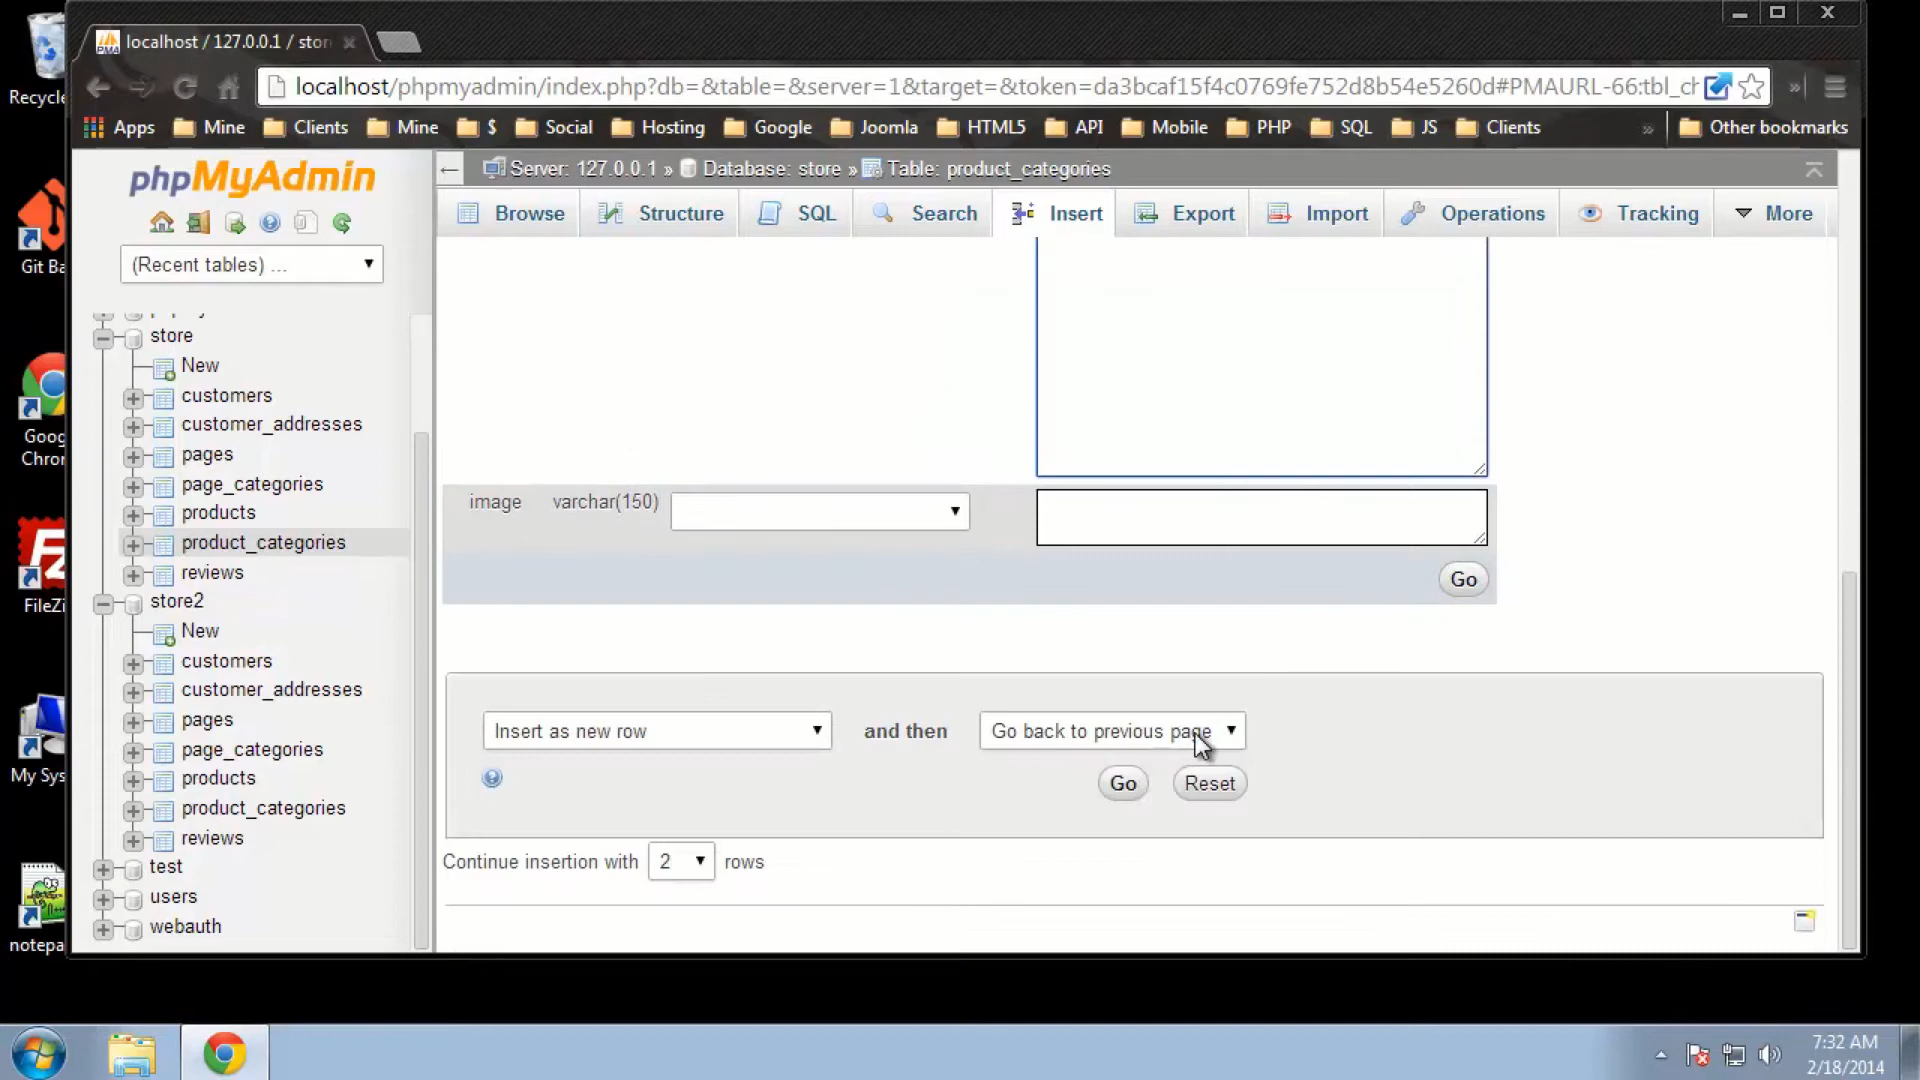 localhost / 127.0.0.1 / stor
localhost/phpmyadmin/index.php?db=&table=&server=1&target=&token=da3bcaf15f4c0769fe752d8b54e5260d#PMAURL-66:tbl_ch
Apps Mine Clients Mine $ Social Hosting Google Joomla HTML5 API Mobile PHP SQL JS Clients » Other bookmarks
phpMyAdmin
Server: 127.0.0.1 » Database: store » Table: product_categories
Browse Structure SQL Search Insert Export Import Operations Tracking More
(Recent tables) ...
store
New
customers
customer_addresses
pages
page_categories
products
product_categories
reviews
store2
New
customers
customer_addresses
pages
page_categories
products
product_categories
reviews
test
users
webauth
image varchar(150)
Go
Insert as new row and then Go back to previous page
Go Reset
Continue insertion with 2 rows
Recycle
Git Ba
Goog
Chron
FileZi
My Sys
notepa
PMA
7:32 AM
2/18/2014